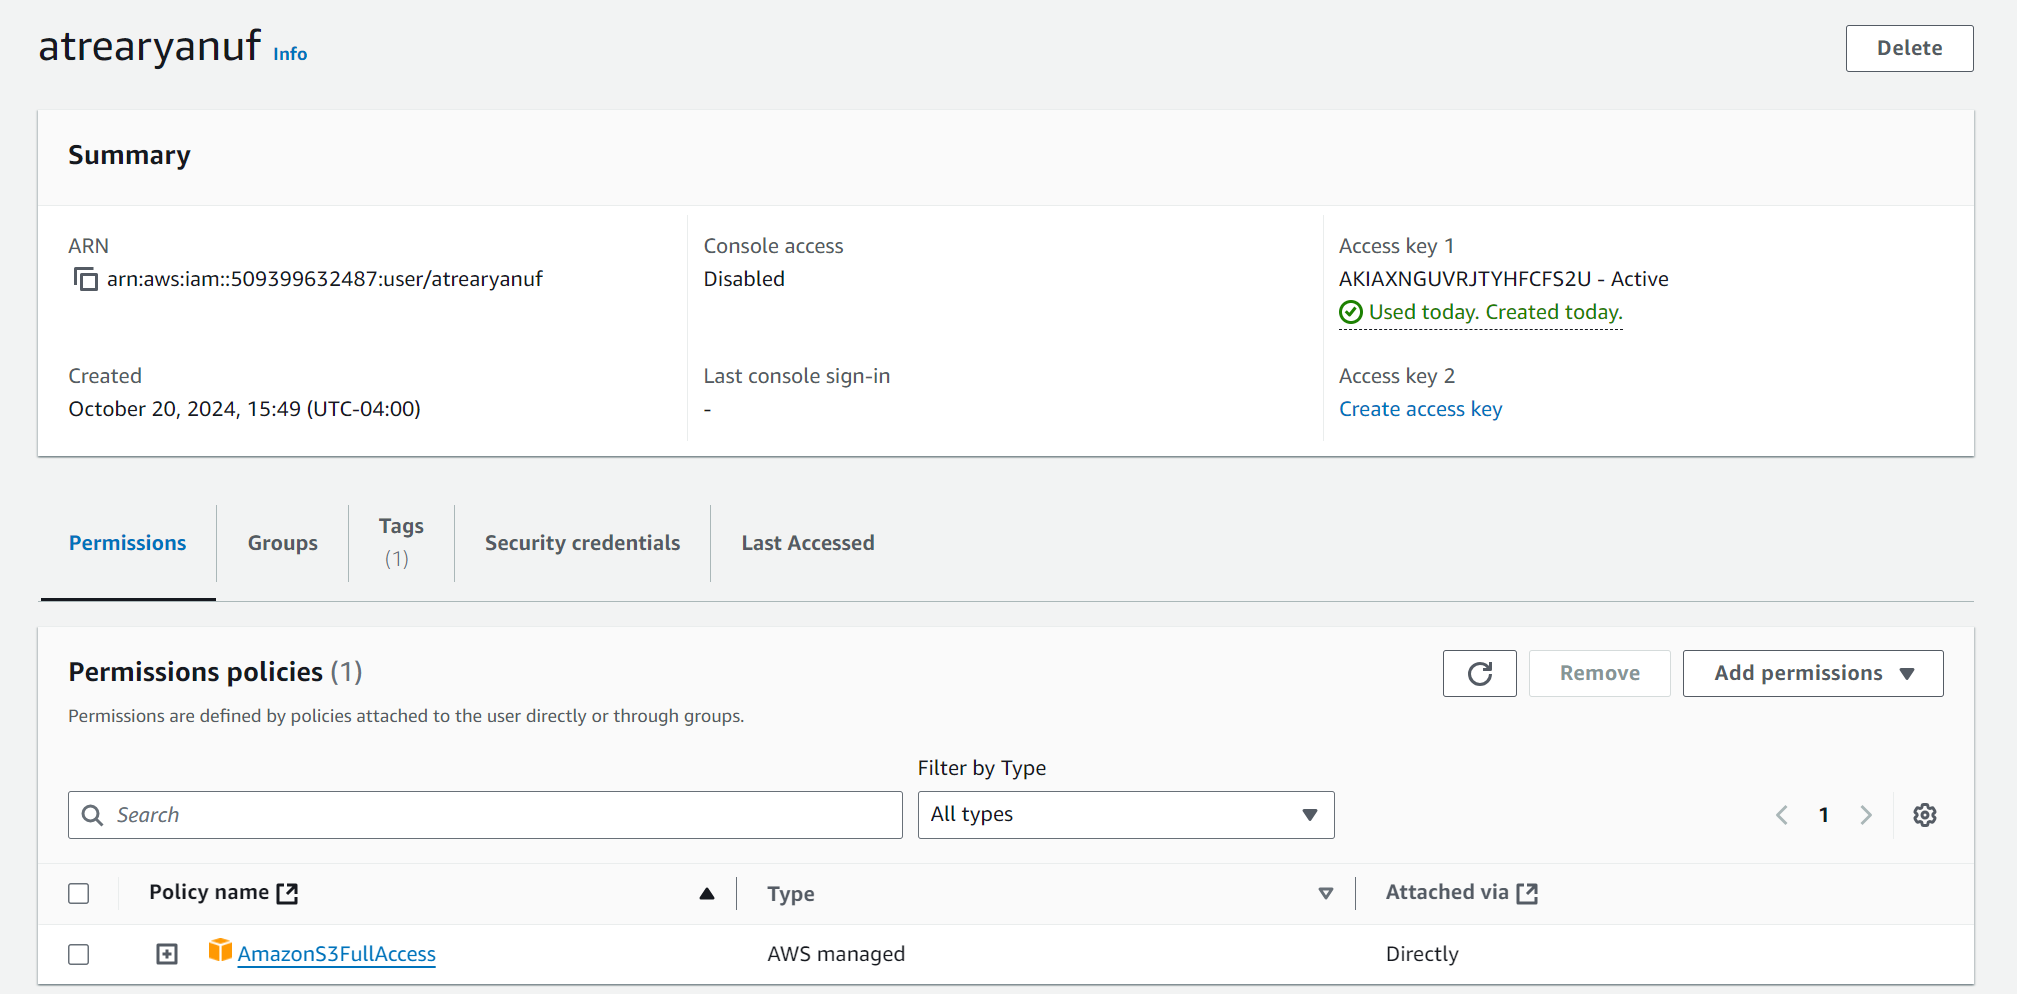 atrearyanuf Info
Delete
Summary
ARN
arn:aws:iam::509399632487:user/atrearyanuf
Console access
Disabled
Access key 1
AKIAXNGUVRJTYHFCFS2U - Active
Used today. Created today.
Created
October 20, 2024, 15:49 (UTC-04:00)
Last console sign-in
-
Access key 2
Create access key
Permissions
Groups
Tags
(1)
Security credentials
Last Accessed
Permissions policies (1)
Remove
Add permissions
Permissions are defined by policies attached to the user directly or through groups.
Filter by Type
Search
All types
1
Policy name
Type
Attached via
AmazonS3FullAccess
AWS managed
Directly